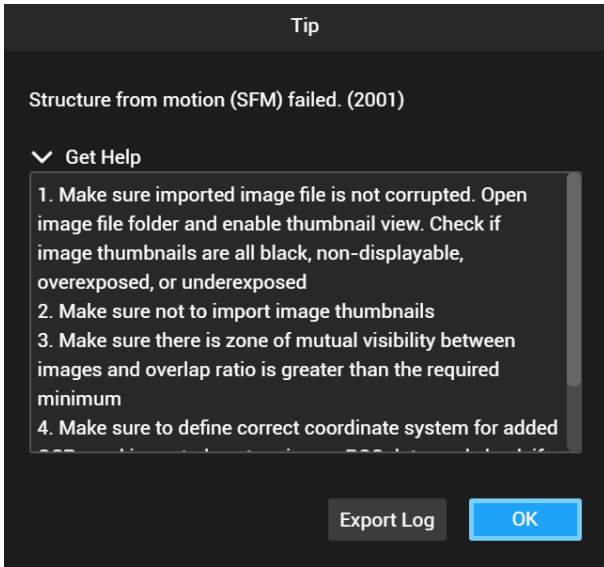 Tip
Structure from motion (SFM) failed. (2001)
Get Help
1. Make sure imported image file is not corrupted. Open
image file folder and enable thumbnail view. Check if
image thumbnails are all black, non-displayable,
overexposed, or underexposed
2. Make sure not to import image thumbnails
3. Make sure there is zone of mutual visibility between
images and overlap ratio is greater than the required
minimum
4. Make sure to define correct coordinate system for added
Export Log
OK